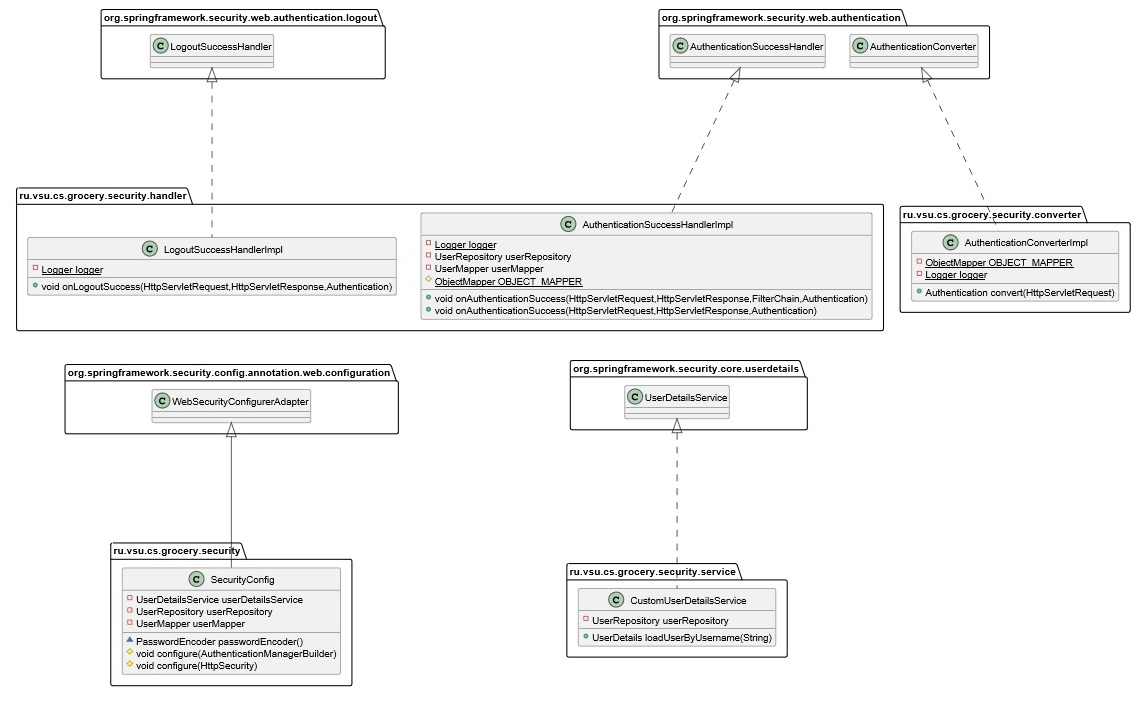 org.springframework.security.web.authentication.logout
C LogoutSuccessHandler
org.springframework.security.web.authentication
C AuthenticationSuccessHandler
C AuthenticationConverter
ru.vsu.cs.grocery.security.handler
C LogoutSuccessHandlerImpl
Logger logger
void onLogoutSuccess(HttpServletRequest,HttpServletResponse,Authentication)
C AuthenticationSuccessHandlerImpl
Logger logger
UserRepository userRepository
UserMapper userMapper
ObjectMapper OBJECT_MAPPER
void onAuthenticationSuccess(HttpServletRequest,HttpServletResponse,FilterChain,Authentication)
void onAuthenticationSuccess(HttpServletRequest,HttpServletResponse,Authentication)
ru.vsu.cs.grocery.security.converter
C AuthenticationConverterImpl
ObjectMapper OBJECT_MAPPER
Logger logger
Authentication convert(HttpServletRequest)
org.springframework.security.config.annotation.web.configuration
C WebSecurityConfigurerAdapter
org.springframework.security.core.userdetails
C UserDetailsService
ru.vsu.cs.grocery.security
C SecurityConfig
UserDetailsService userDetailsService
UserRepository userRepository
UserMapper userMapper
PasswordEncoder passwordEncoder()
void configure(AuthenticationManagerBuilder)
void configure(HttpSecurity)
ru.vsu.cs.grocery.security.service
C CustomUserDetailsService
UserRepository userRepository
UserDetails loadUserByUsername(String)